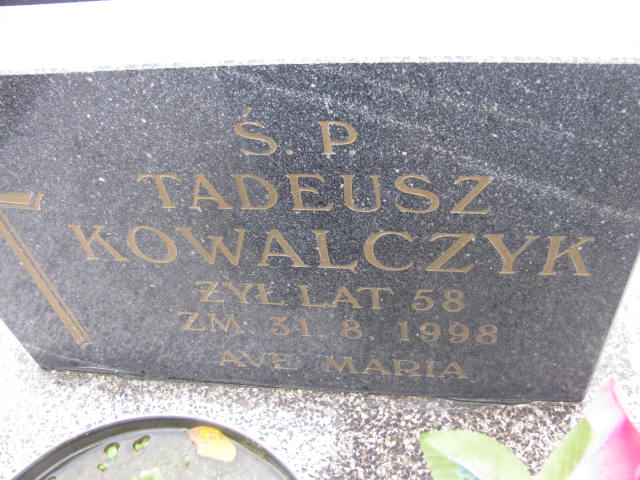 Ś. P.
TADEUSZ
KOWALCZYK
ŻYŁ LAT 58
ZM. 31. 8. 1998
AVE MARIA